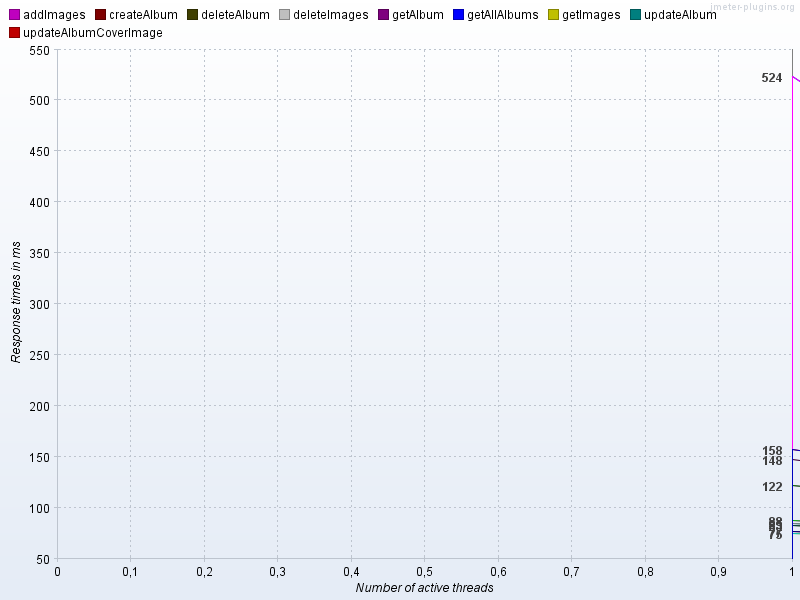 jmeter-plugins.org
addImages createAlbum deleteAlbum deleteImages getAlbum getAllAlbums getImages updateAlbum
updateAlbumCoverImage
550
524
500
450
400
350
300
250
200
158
150
148
122
100
88
75
50
0 0,1 0,2 0,3 0,4 0,5 0,6 0,7 0,8 0,9 1
Response times in ms
Number of active threads